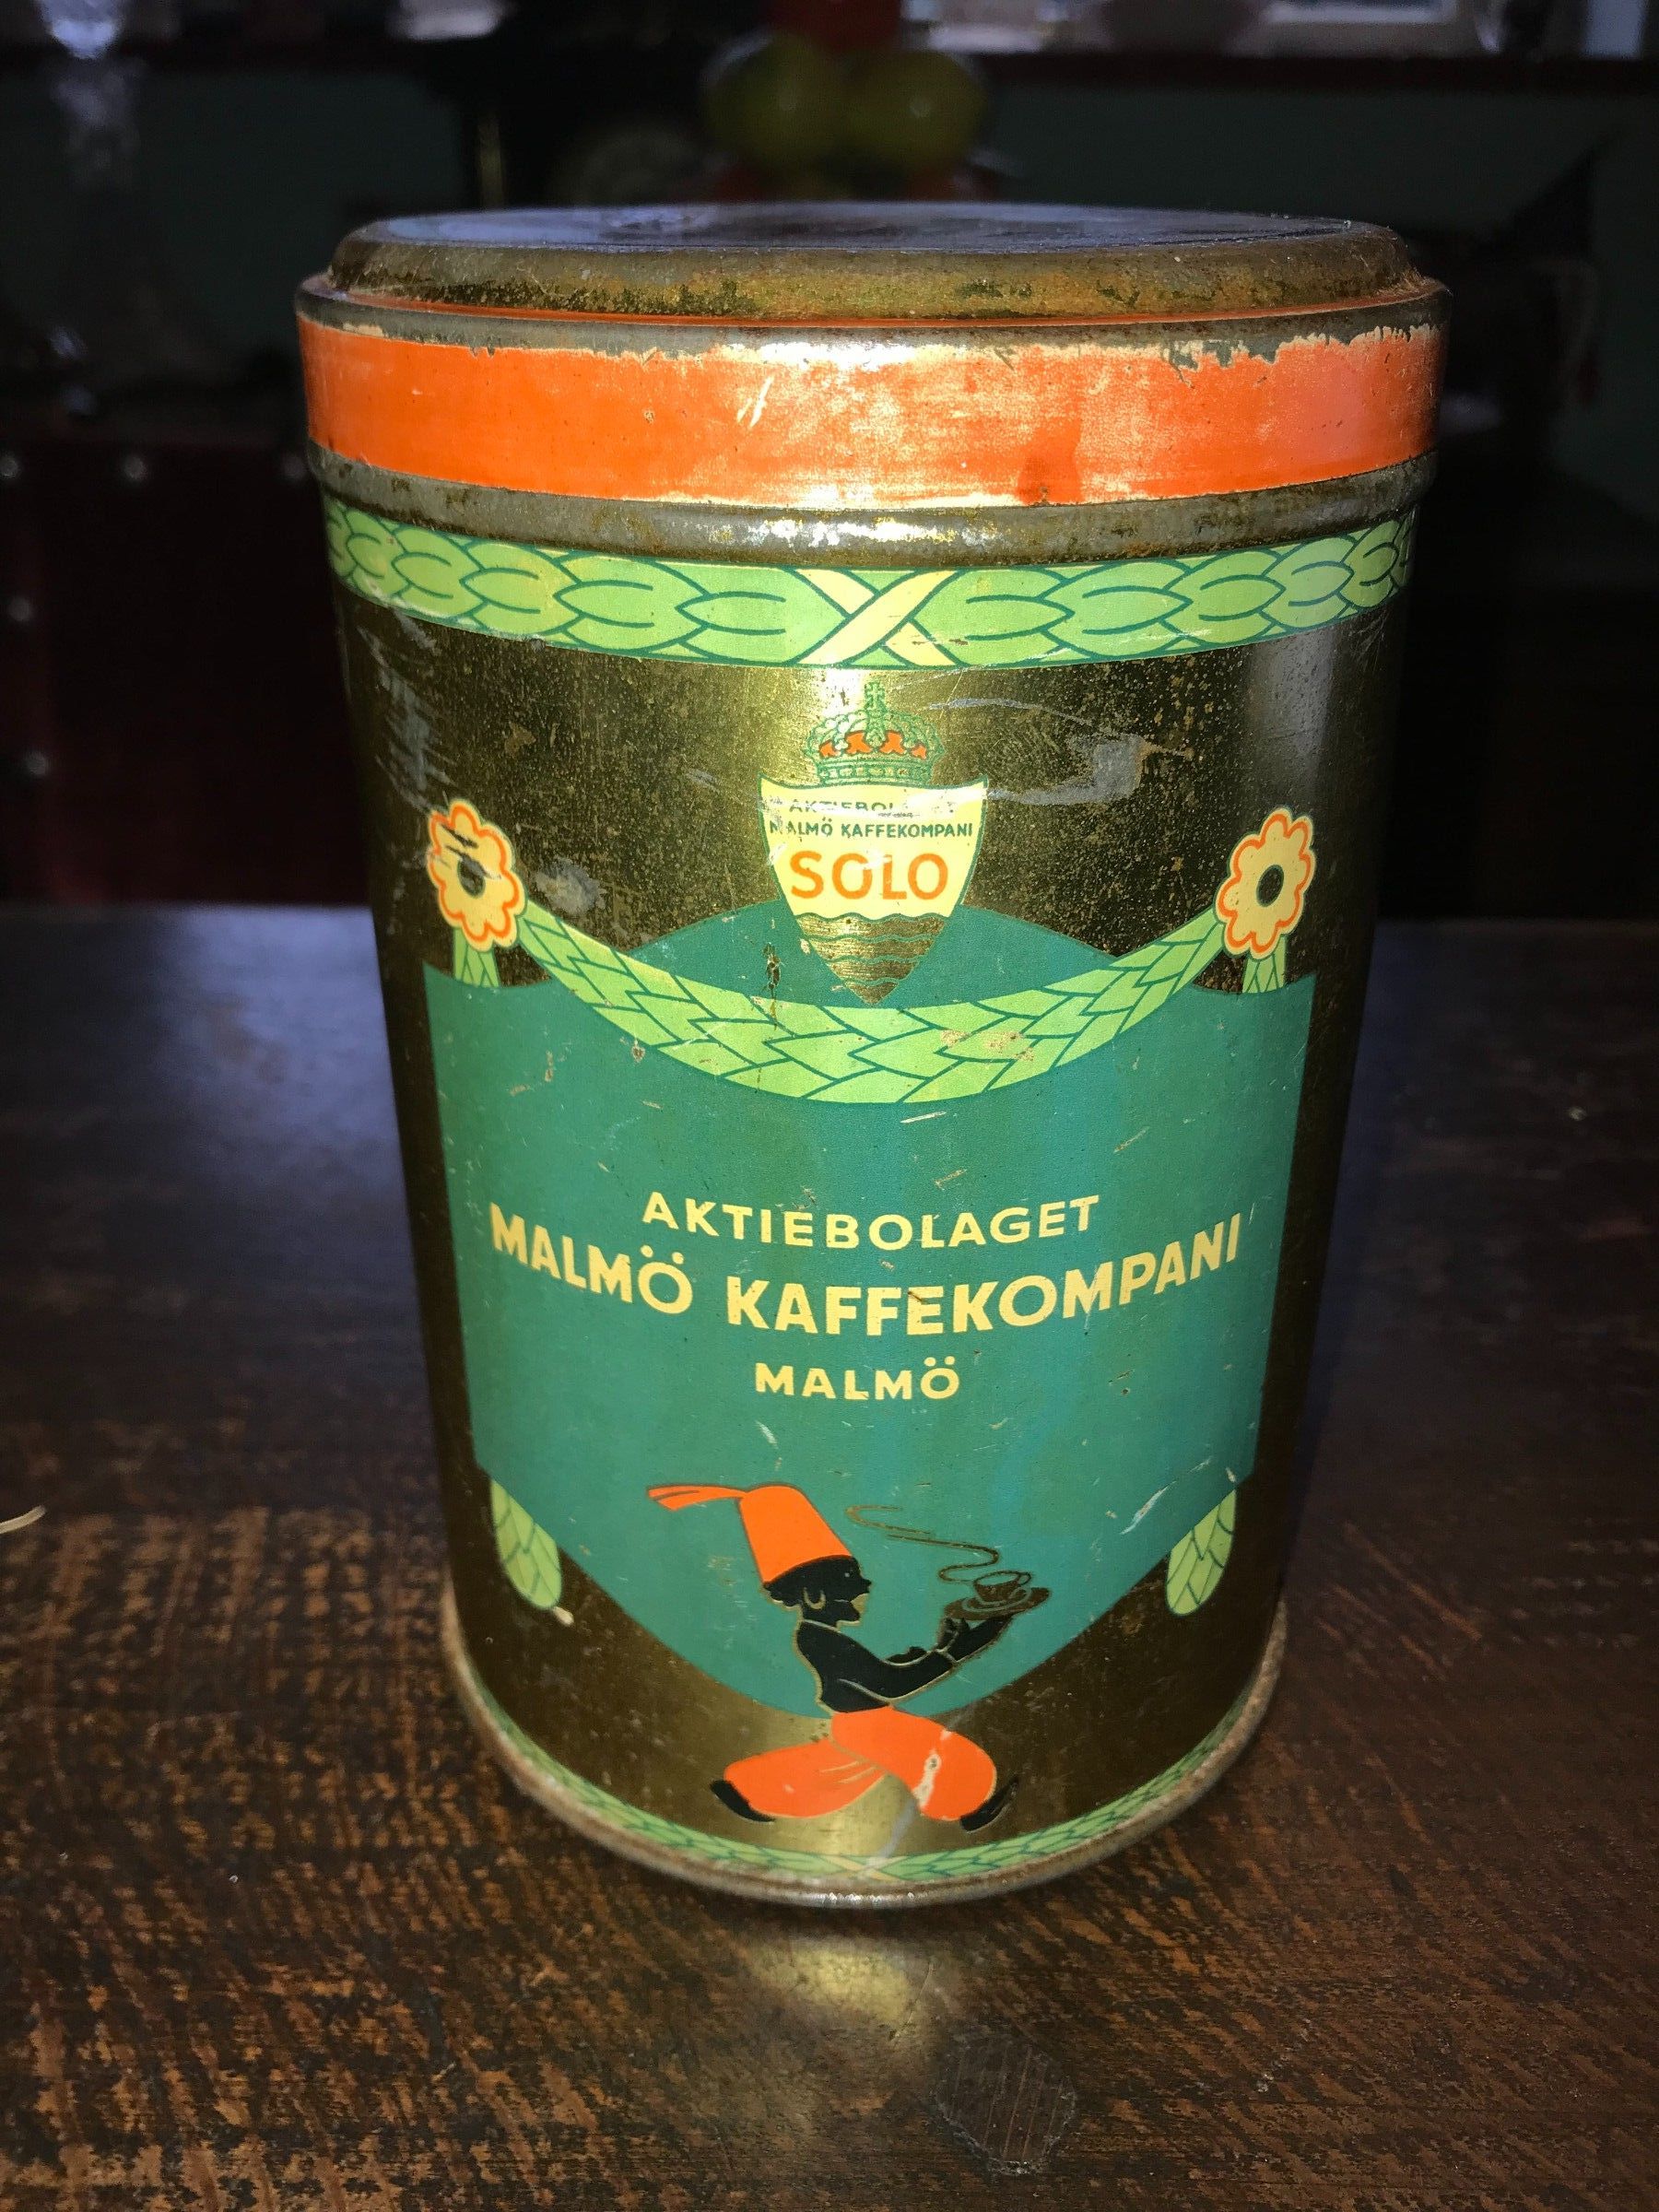 AKTIEBOLAGET
MALMÖ KAFFEKOMPANI
SOLO
AKTIEBOLAGET
MALMÖ KAFFEKOMPANI
MALMÖ